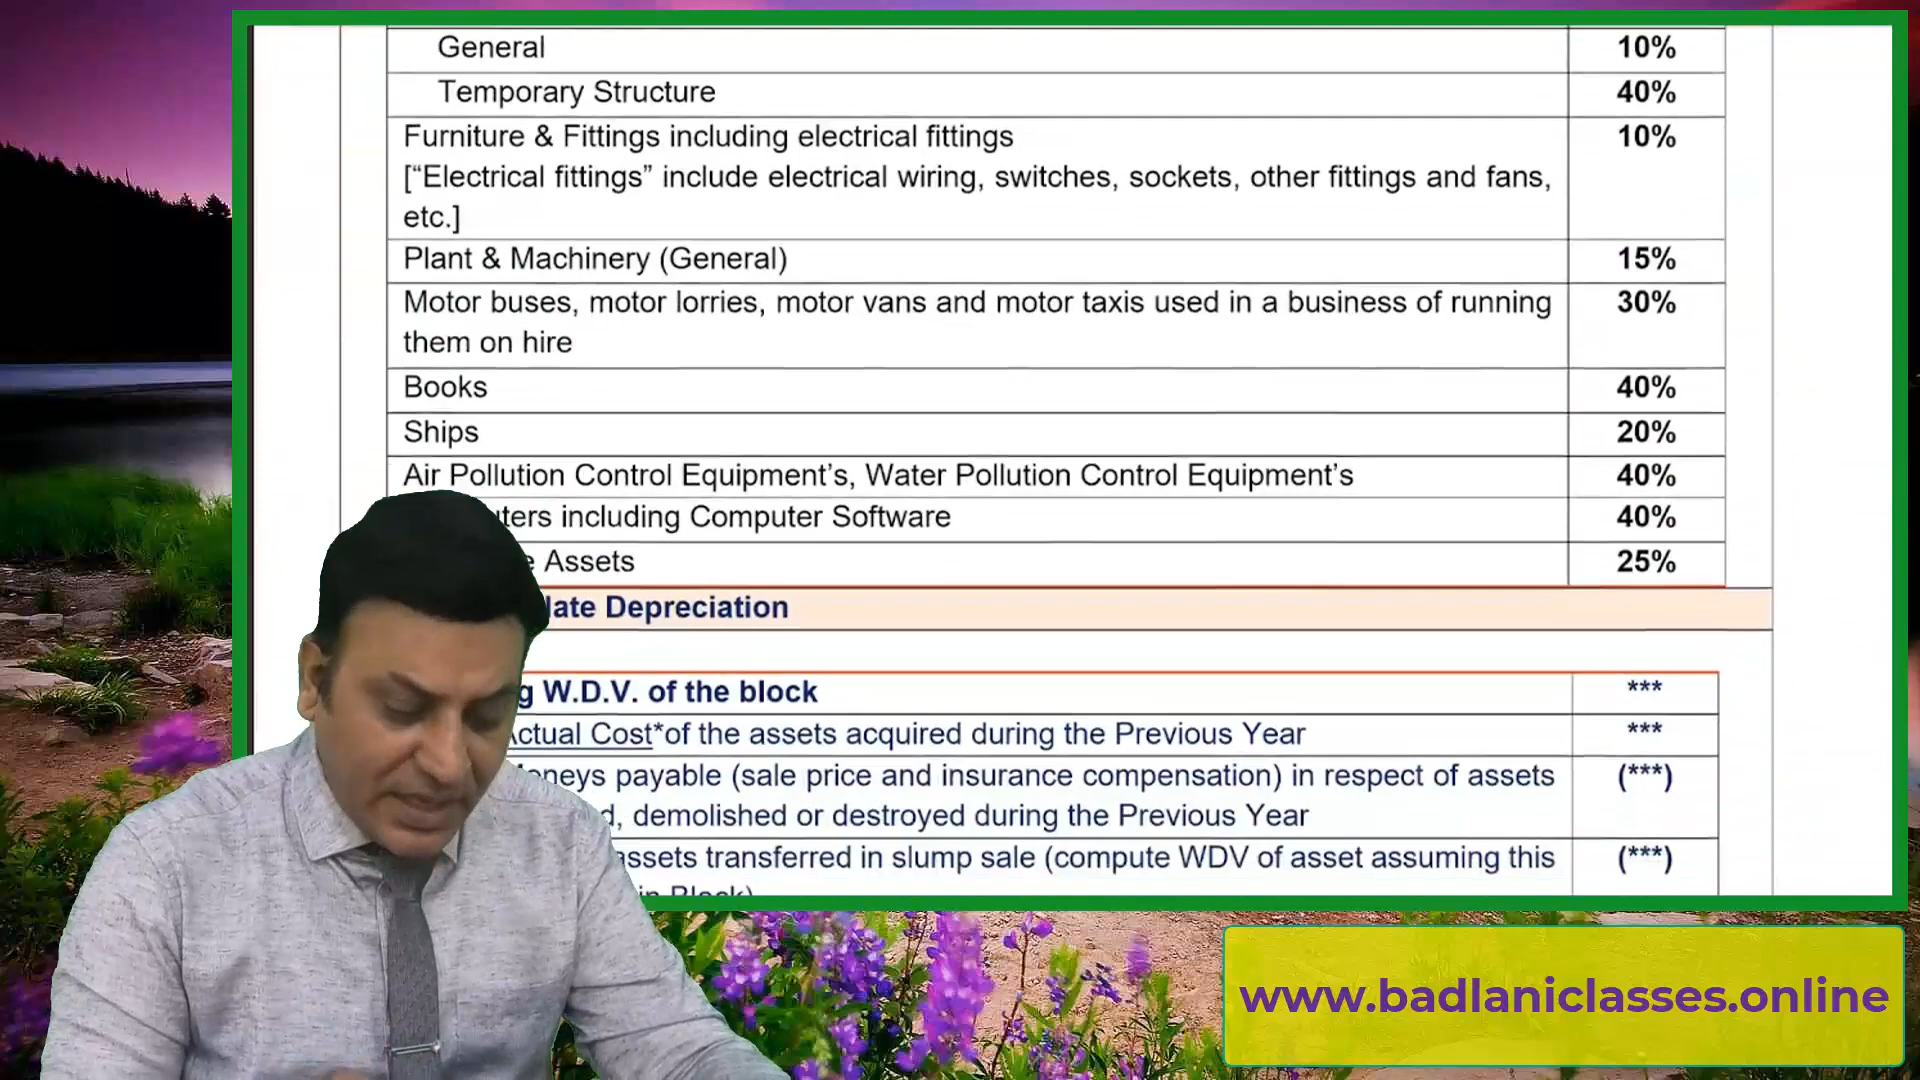 General 10%
Temporary Structure 40%
Furniture & Fittings including electrical fittings 10%
[“Electrical fittings” include electrical wiring, switches, sockets, other fittings and fans,
etc.]
Plant & Machinery (General) 15%
Motor buses, motor lorries, motor vans and motor taxis used in a business of running 30%
them on hire
Books 40%
Ships 20%
Air Pollution Control Equipment’s, Water Pollution Control Equipment’s 40%
including Computer Software 40%
Assets 25%
Depreciation
W.D.V. of the block ***
Cost*of the assets acquired during the Previous Year ***
payable (sale price and insurance compensation) in respect of assets (***)
demolished or destroyed during the Previous Year
assets transferred in slump sale (compute WDV of asset assuming this (***)
in Block)
www.badlaniclasses.online